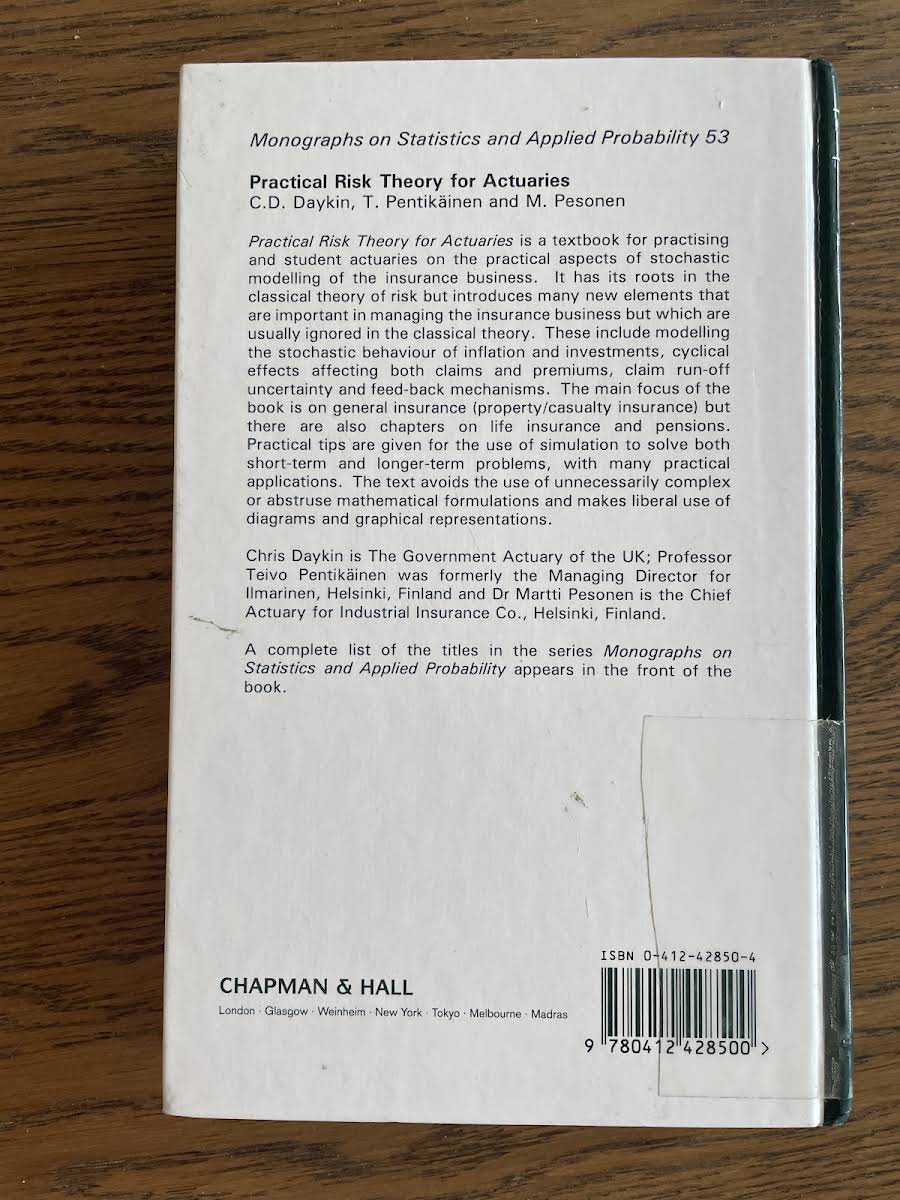 Monographs on Statistics and Applied Probability 53
Practical Risk Theory for Actuaries
C.D. Daykin, T. Pentikäinen and M. Pesonen
Practical Risk Theory for Actuaries is a textbook for practising
and student actuaries on the practical aspects of stochastic
modelling of the insurance business. It has its roots in the
classical theory of risk but introduces many new elements that
are important in managing the insurance business but which are
usually ignored in the classical theory. These include modelling
the stochastic behaviour of inflation and investments, cyclical
effects affecting both claims and premiums, claim run-off
uncertainty and feed-back mechanisms. The main focus of the
book is on general insurance (property/casualty insurance) but
there are also chapters on life insurance and pensions.
Practical tips are given for the use of simulation to solve both
short-term and longer-term problems, with many practical
applications. The text avoids the use of unnecessarily complex
or abstruse mathematical formulations and makes liberal use of
diagrams and graphical representations.
Chris Daykin is The Government Actuary of the UK; Professor
Teivo Pentikäinen was formerly the Managing Director for
Ilmarinen, Helsinki, Finland and Dr Martti Pesonen is the Chief
Actuary for Industrial Insurance Co., Helsinki, Finland.
A complete list of the titles in the series Monographs on
Statistics and Applied Probability appears in the front of the
book.
ISBN 0-412-42850-4
CHAPMAN & HALL
London · Glasgow · Weinheim · New York · Tokyo · Melbourne · Madras
9 780412 428500 >